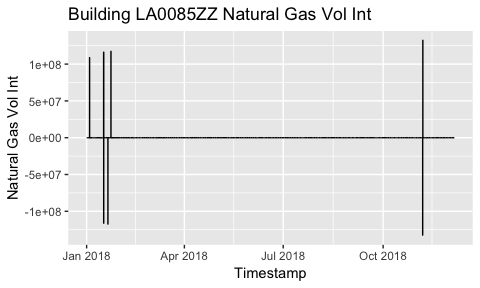 Building LA0085ZZ Natural Gas Vol Int
Natural Gas Vol Int
1e+08
5e+07
0e+00
-5e+07
-1e+08
Jan 2018 Apr 2018 Jul 2018 Oct 2018
Timestamp